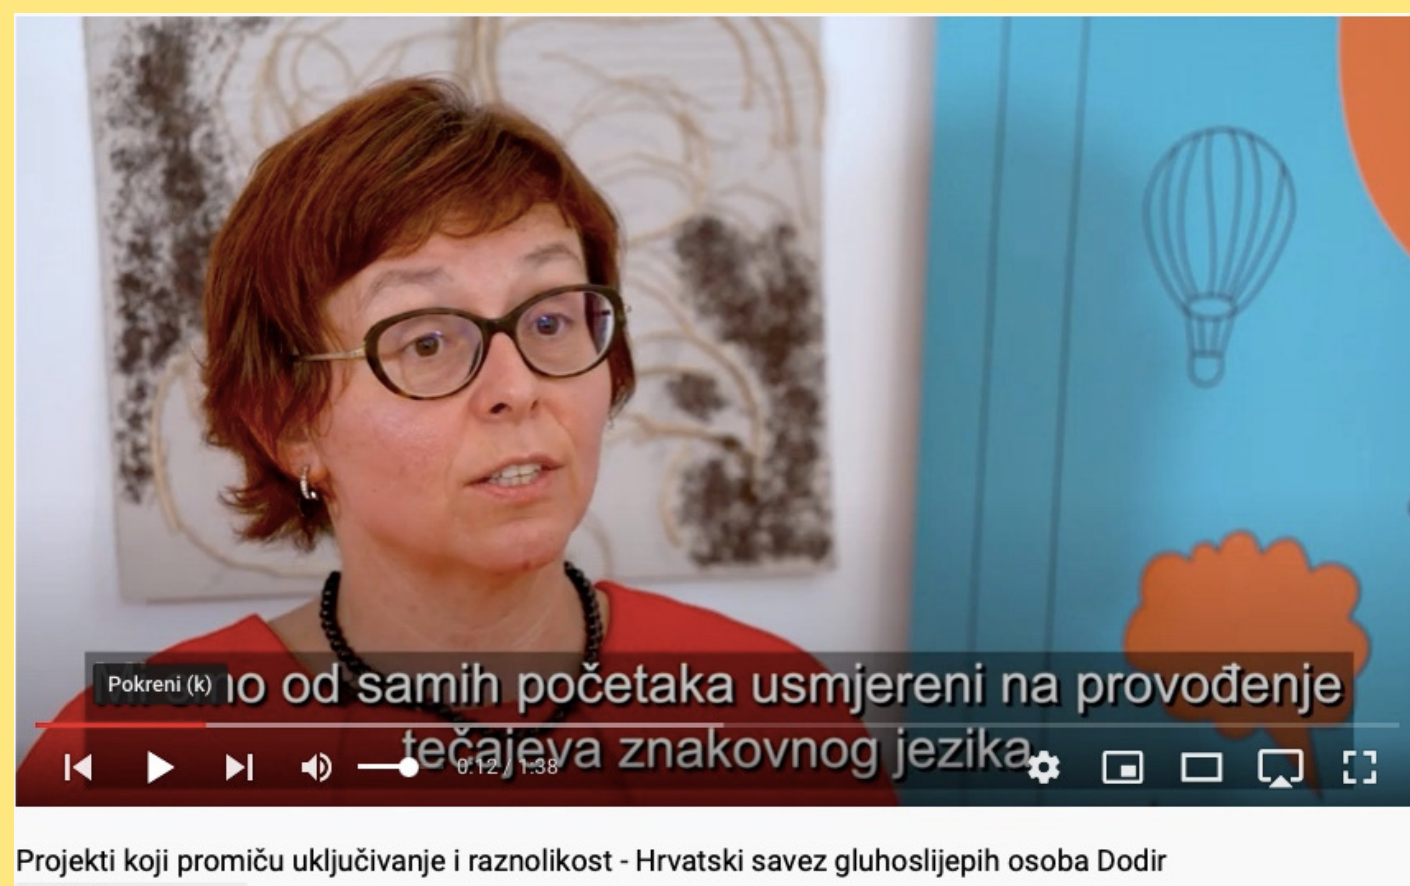 Pokreni (k)
no od samih početaka usmjereni na provođenje
tečajeva znakovnog jezika
0:12 / 1:38
Projekti koji promiču uključivanje i raznolikost - Hrvatski savez gluhoslijepih osoba Dodir